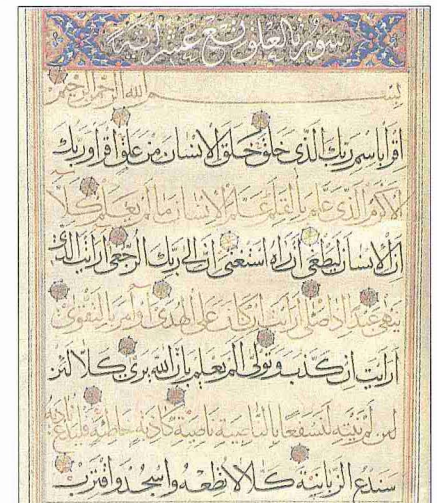 سورة العلق تسع عشر اية
بسم الله الرحمن الرحيم
اقرا باسم ربك الذى خلق خلق الانسان من علق اقرا وربك
الاكرم الذى علم بالقلم علم الانسان ما لم يعلم كلا
ان الانسان ليطغى ان راه استغنى ان الى ربك الرجعى ارايت الذى
ينهى عبدا اذا صلى ارايت ان كان على الهدى او امر بالتقوى
ارايت ان كذب وتولى الم يعلم بان الله يرى كلا لئن
لم ينته لنسفعا بالناصية ناصية كاذبة خاطئة فليدع ناديه
سندع الزبانية كلا لا تطعه واسجد واقترب